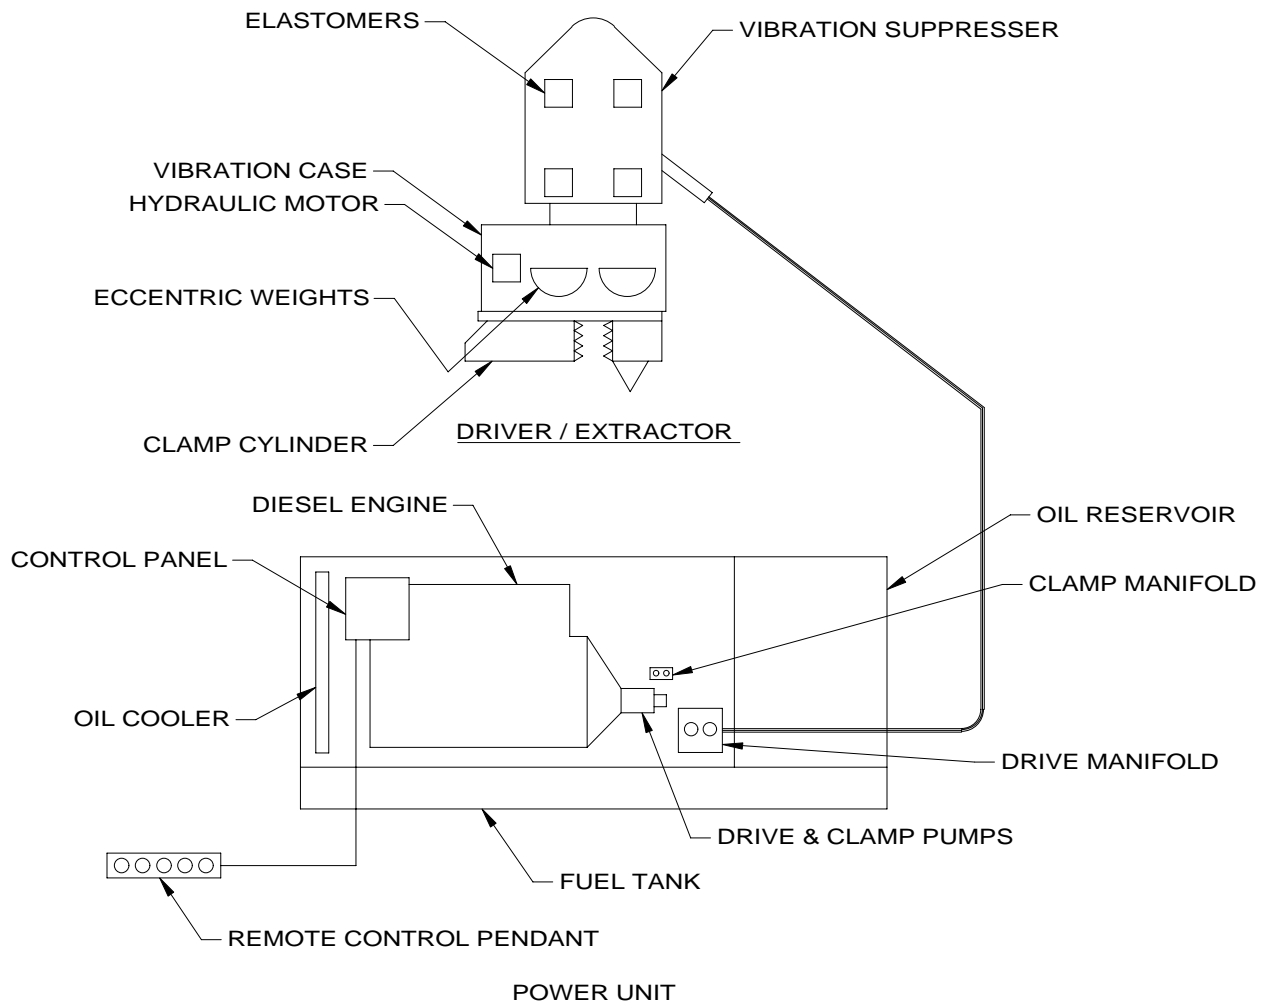 ELASTOMERS
VIBRATION SUPPRESSER
VIBRATION CASE
HYDRAULIC MOTOR
ECCENTRIC WEIGHTS
CLAMP CYLINDER
DRIVER / EXTRACTOR
DIESEL ENGINE
OIL RESERVOIR
CONTROL PANEL
CLAMP MANIFOLD
OIL COOLER
DRIVE MANIFOLD
DRIVE & CLAMP PUMPS
FUEL TANK
REMOTE CONTROL PENDANT
POWER UNIT